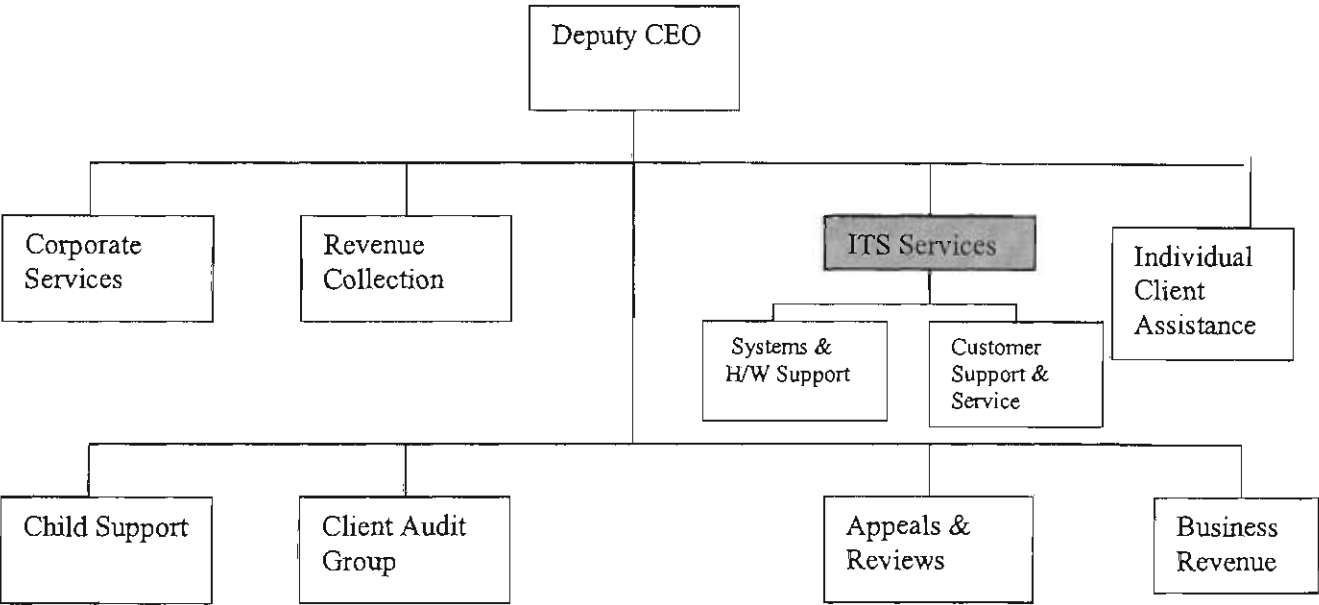 Deputy CEO
Corporate
Services
Revenue
Collection
ITS Services
Individual
Client
Assistance
Systems &
H/W Support
Customer
Support &
Service
Child Support
Client Audit
Group
Appeals &
Reviews
Business
Revenue